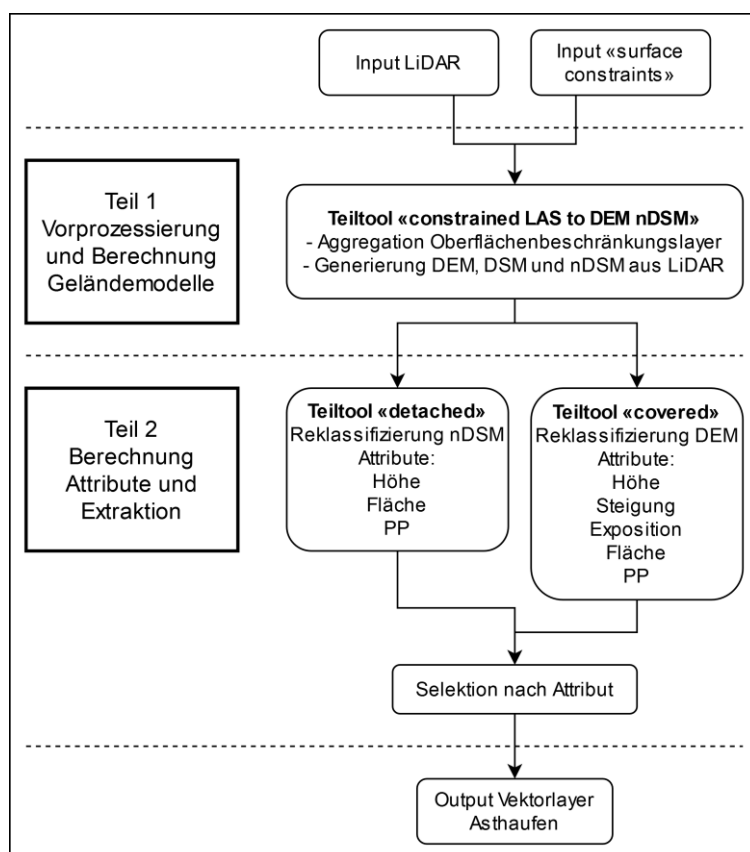 Input LiDAR
Input «surface
constraints»
Teil 1
Vorprozessierung
und Berechnung
Geländemodelle
Teiltool «constrained LAS to DEM nDSM»
- Aggregation Oberflächenbeschränkungslayer
- Generierung DEM, DSM und nDSM aus LiDAR
Teil 2
Berechnung
Attribute und
Extraktion
Teiltool «detached»
Reklassifizierung nDSM
Attribute:
Höhe
Fläche
PP
Teiltool «covered»
Reklassifizierung DEM
Attribute:
Höhe
Steigung
Exposition
Fläche
PP
Selektion nach Attribut
Output Vektorlayer
Asthaufen